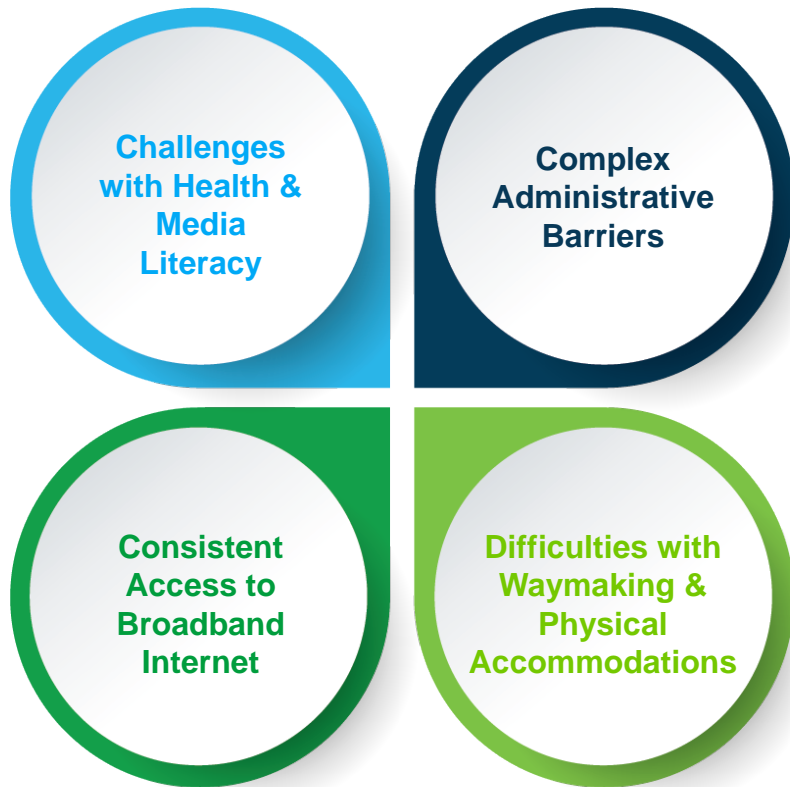 Challenges
with Health &
Media
Literacy
Complex
Administrative
Barriers
Consistent
Access to
Broadband
Internet
Difficulties with
Waymaking &
Physical
Accommodations